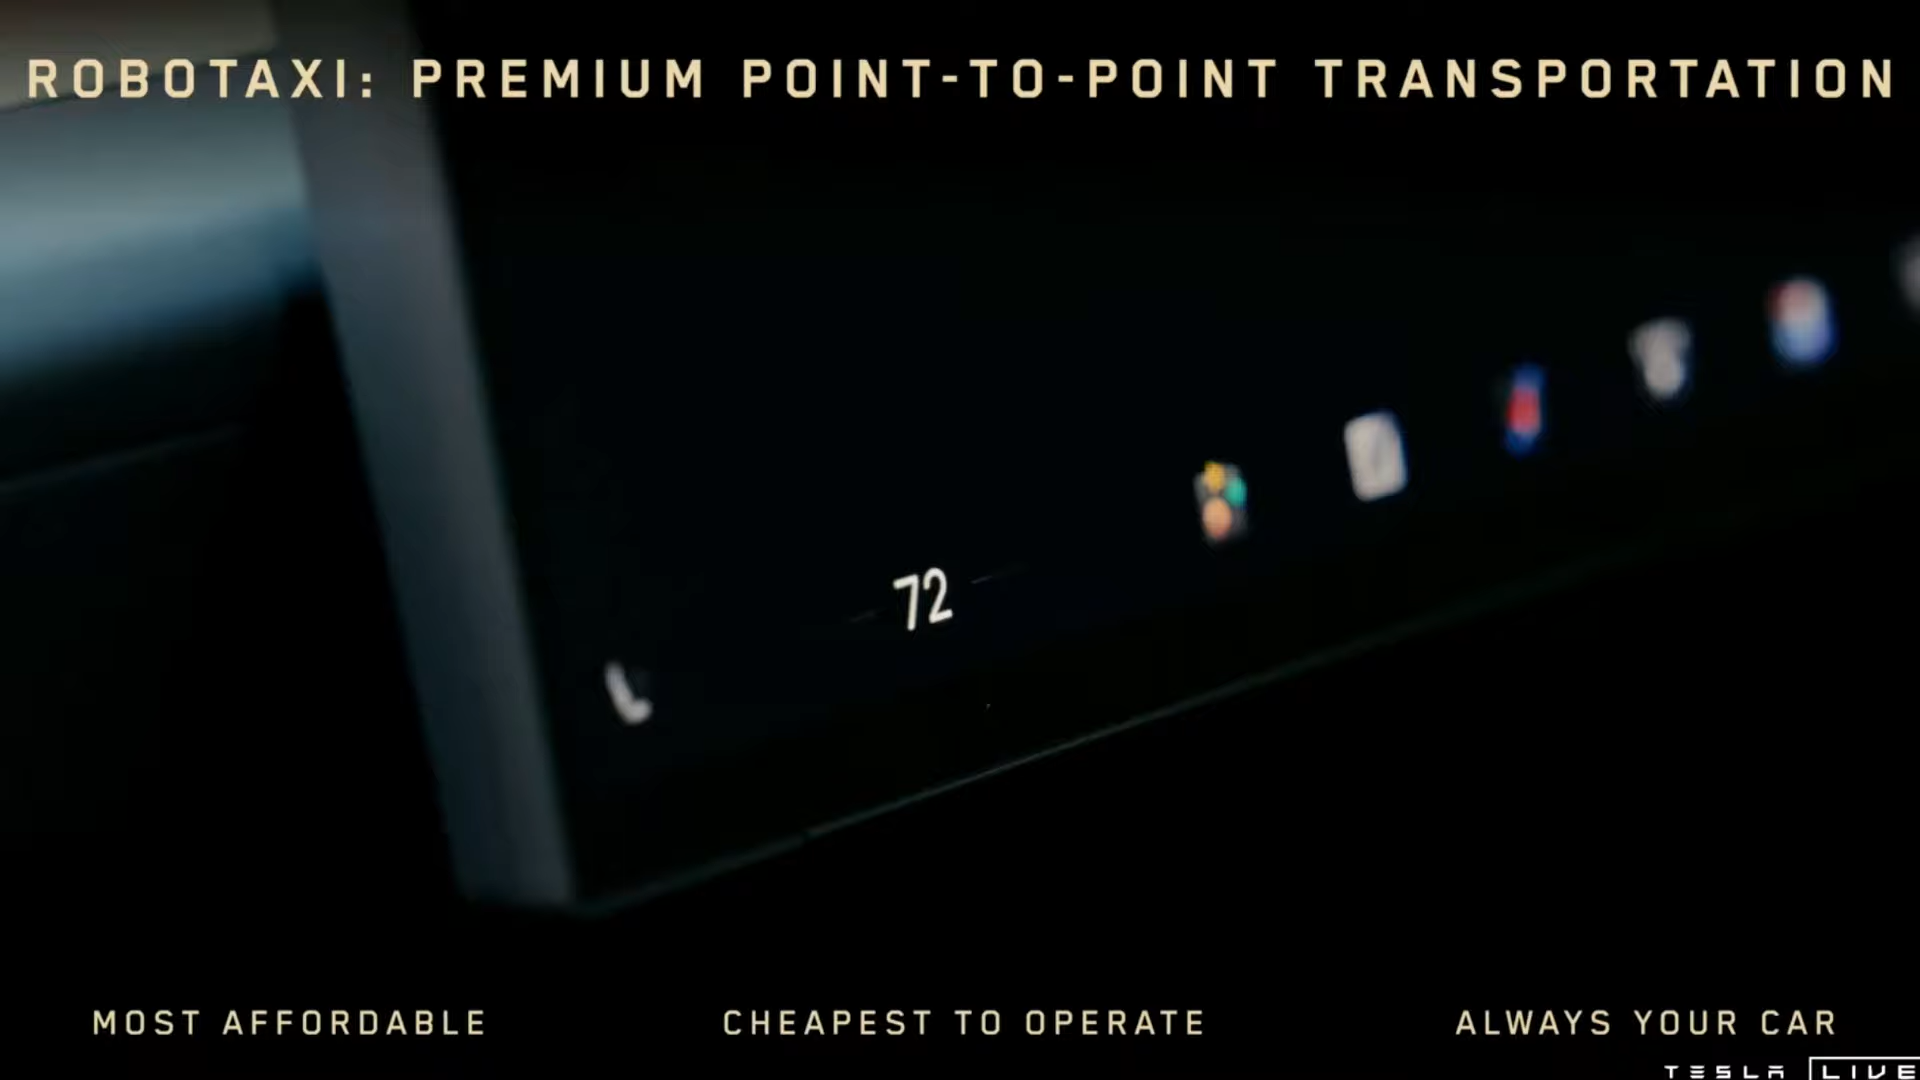 ROBOTAXI: PREMIUM POINT-TO-POINT TRANSPORTATION
72
MOST AFFORDABLE CHEAPEST TO OPERATE ALWAYS YOUR CAR
TESLA LIVE